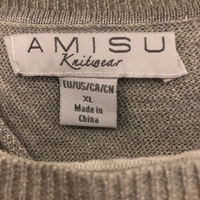 AMISU
Knitwear
EU/US/CA/CN
XL
Made in
China